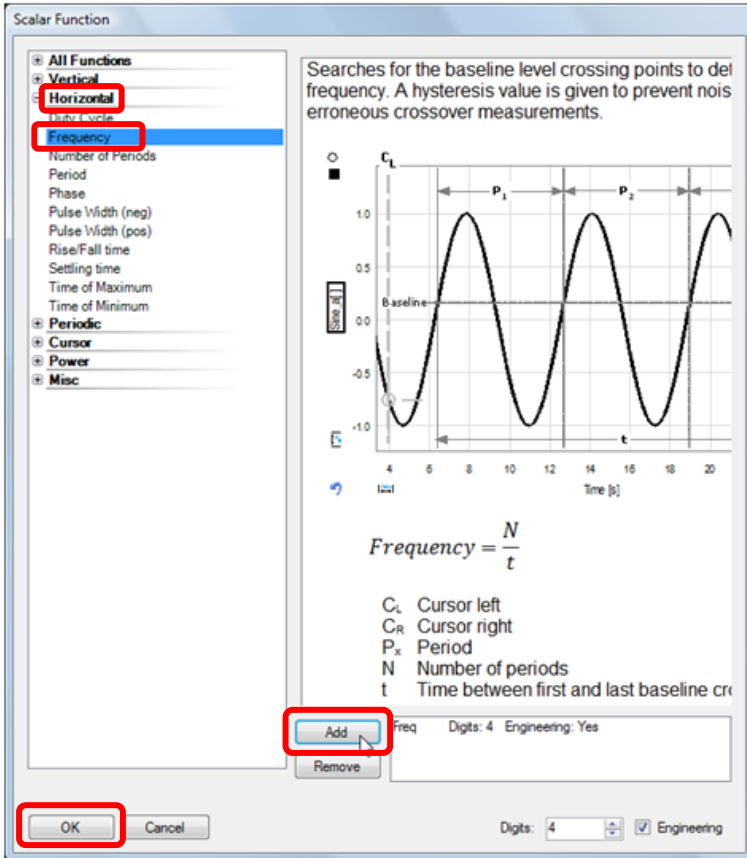 Scalar Function
All Functions
Vertical
Horizontal
Duty Cycle
Frequency
Number of Periods
Period
Phase
Pulse Width (neg)
Pulse Width (pos)
Rise/Fall time
Settling time
Time of Maximum
Time of Minimum
Periodic
Cursor
Power
Misc
Searches for the baseline level crossing points to det
frequency. A hysteresis value is given to prevent nois
erroneous crossover measurements.
CL
P1 P2
1.0
0.5
Baseline
0.0
-0.5
-1.0
Sine_a[ ]
t
4 6 8 10 12 14 16 18 20
Time [s]
Frequency = N/t
CL Cursor left
CR Cursor right
Px Period
N Number of periods
t Time between first and last baseline cro
Add
Freq Digits: 4 Engineering: Yes
Remove
OK Cancel Digits: 4 Engineering